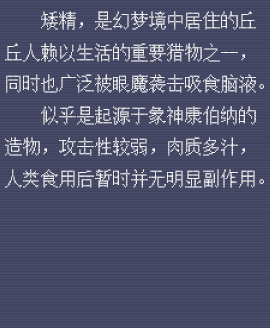 矮精，是幻梦境中居住的丘
丘人赖以生活的重要猎物之一，
同时也广泛被眼魔袭击吸食脑液。
似乎是起源于象神康伯纳的
造物，攻击性较弱，肉质多汁，
人类食用后暂时并无明显副作用。